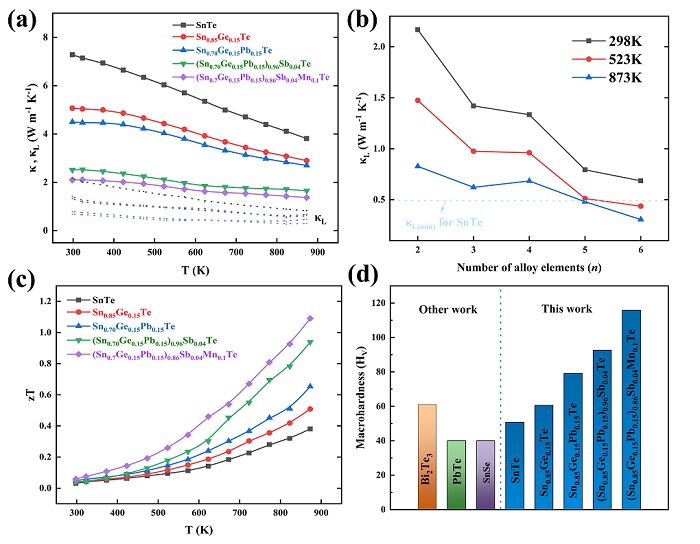 (a)
SnTe
Sn0.85Ge0.15Te
Sn0.70Ge0.15Pb0.15Te
(Sn0.70Ge0.15Pb0.15)0.96Sb0.04Te
(Sn0.7Ge0.15Pb0.15)0.86Sb0.04Mn0.1Te
κ, κL (W m⁻¹ K⁻¹)
8
6
4
2
0
κL
300 400 500 600 700 800 900
T (K)
(b)
298K
523K
873K
κL (W m⁻¹ K⁻¹)
2.0
1.5
1.0
0.5
κL(min) for SnTe
2 3 4 5 6
Number of alloy elements (n)
(c)
SnTe
Sn0.85Ge0.15Te
Sn0.70Ge0.15Pb0.15Te
(Sn0.70Ge0.15Pb0.15)0.96Sb0.04Te
(Sn0.7Ge0.15Pb0.15)0.86Sb0.04Mn0.1Te
zT
1.2
1.0
0.8
0.6
0.4
0.2
0.0
300 400 500 600 700 800 900
T (K)
(d)
Other work
This work
Macrohardness (HV)
120
100
80
60
40
20
0
Bi2Te3
PbTe
SnSe
SnTe
Sn0.85Ge0.15Te
Sn0.85Ge0.15Pb0.15Te
(Sn0.85Ge0.15Pb0.15)0.96Sb0.04Te
(Sn0.85Ge0.15Pb0.15)0.86Sb0.04Mn0.1Te